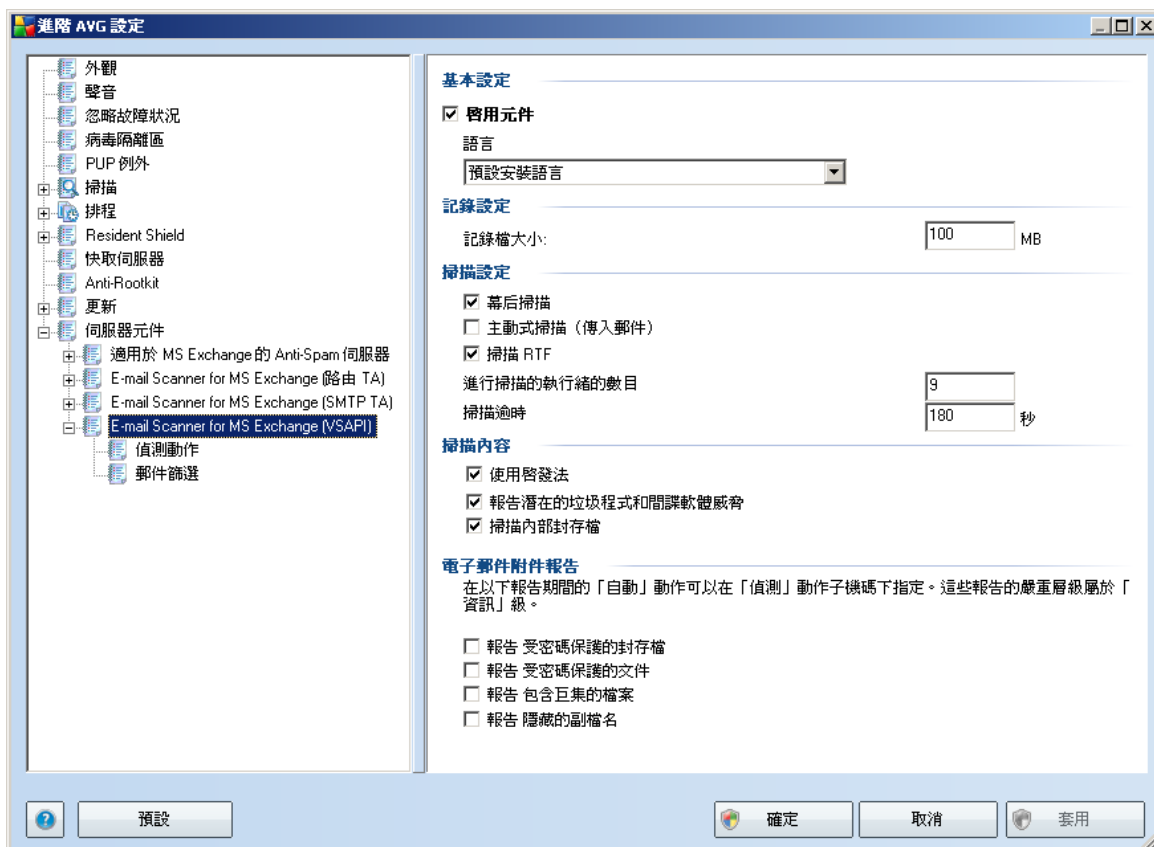 進階 AVG 設定
外觀
聲音
忽略故障狀況
病毒隔離區
PUP 例外
掃描
排程
Resident Shield
快取伺服器
Anti-Rootkit
更新
伺服器元件
適用於 MS Exchange 的 Anti-Spam 伺服器
E-mail Scanner for MS Exchange (路由 TA)
E-mail Scanner for MS Exchange (SMTP TA)
E-mail Scanner for MS Exchange (VSAPI)
偵測動作
郵件篩選
基本設定
啓用元件
語言
預設安裝語言
記錄設定
記錄檔大小: 100 MB
掃描設定
幕后掃描
主動式掃描（傳入郵件）
掃描 RTF
進行掃描的執行緒的數目 9
掃描逾時 180 秒
掃描內容
使用啓發法
報告潛在的垃圾程式和間諜軟體威脅
掃描內部封存檔
電子郵件附件報告
在以下報告期間的「自動」動作可以在「偵測」動作子機碼下指定。這些報告的嚴重層級屬於「
資訊」級。
報告 受密碼保護的封存檔
報告 受密碼保護的文件
報告 包含巨集的檔案
報告 隱藏的副檔名
預設 確定 取消 套用